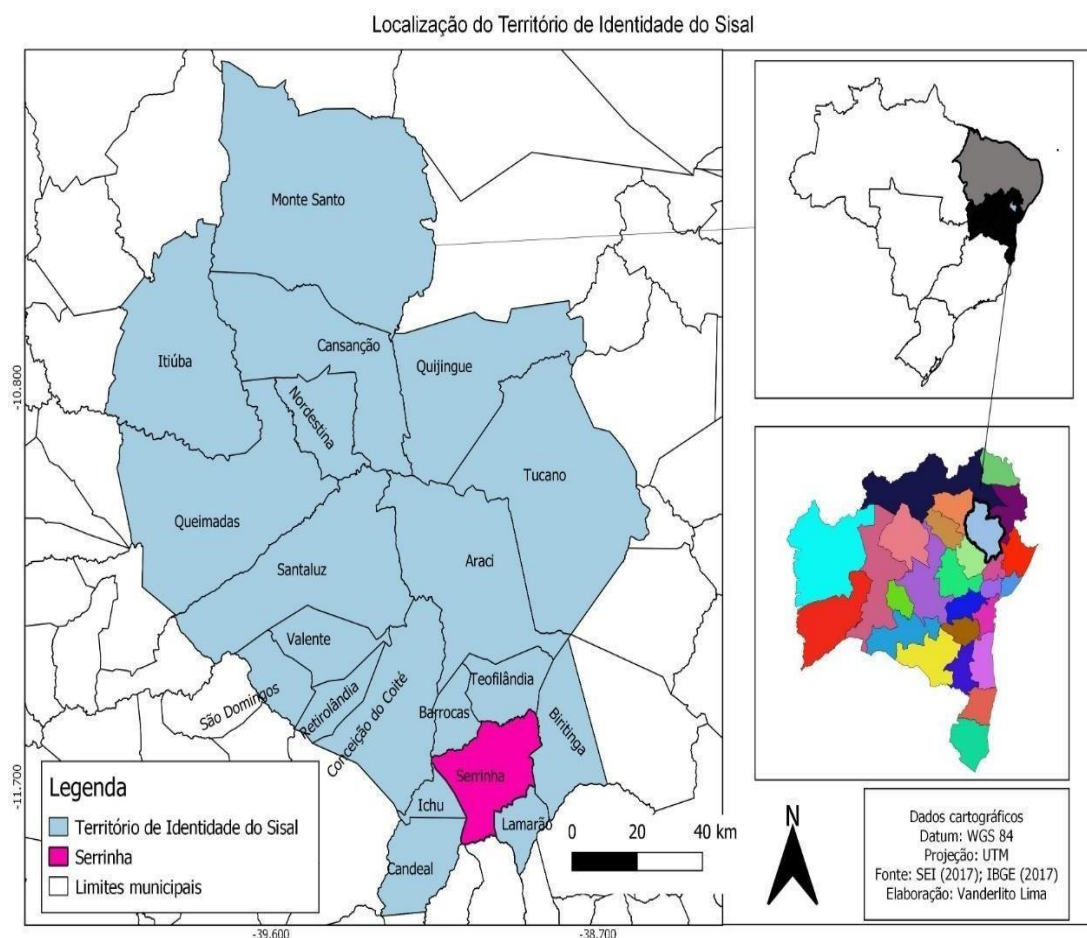 Localização do Território de Identidade do Sisal
Monte Santo
Itiúba
Cansanção
Quijingue
Nordestina
Tucano
Queimadas
Araci
Santaluz
Valente
Teofilândia
São Domingos
Retirolândia
Conceição do Coité
Barrocas
Biritinga
Serrinha
Ichu
Lamarão
Candeal
-10.800
-11.700
-39.600
-38.700
Legenda
Território de Identidade do Sisal
Serrinha
Limites municipais
0 20 40 km
N
Dados cartográficos
Datum: WGS 84
Projeção: UTM
Fonte: SEI (2017); IBGE (2017)
Elaboração: Vanderlito Lima